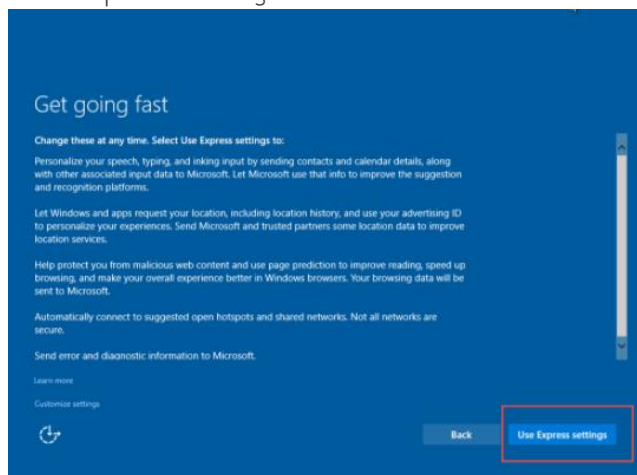 Get going fast
Change these at any time. Select Use Express settings to:
Personalize your speech, typing, and inking input by sending contacts and calendar details, along
with other associated input data to Microsoft. Let Microsoft use that info to improve the suggestion
and recognition platforms.
Let Windows and apps request your location, including location history, and use your advertising ID
to personalize your experiences. Send Microsoft and trusted partners some location data to improve
location services.
Help protect you from malicious web content and use page prediction to improve reading, speed up
browsing, and make your overall experience better in Windows browsers. Your browsing data will be
sent to Microsoft.
Automatically connect to suggested open hotspots and shared networks. Not all networks are
secure.
Send error and diagnostic information to Microsoft.
Learn more
Customize settings
Back
Use Express settings